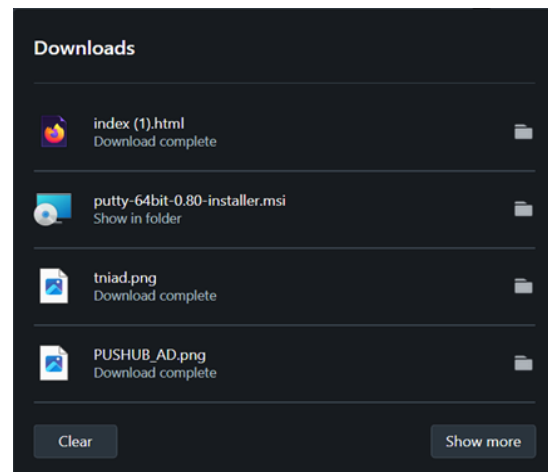 Downloads
index (1).html
Download complete
putty-64bit-0.80-installer.msi
Show in folder
tniad.png
Download complete
PUSHUB_AD.png
Download complete
Clear
Show more